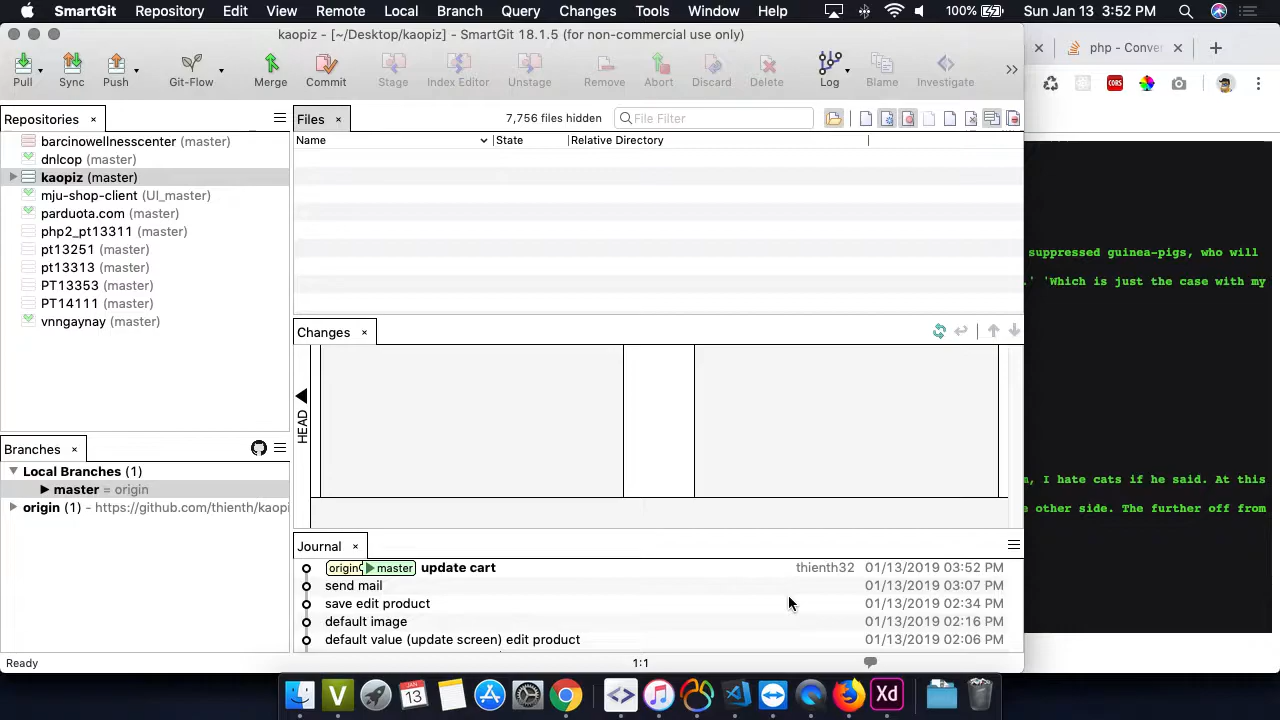 SmartGit Repository Edit View Remote Local Branch Query Changes Tools Window Help 100% Sun Jan 13 3:52 PM
kaopiz - [~/Desktop/kaopiz] - SmartGit 18.1.5 (for non-commercial use only)
php - Conver
Pull Sync Push Git-Flow Merge Commit Stage Index Editor Unstage Remove Abort Discard Delete Log Blame Investigate
CORS
Repositories
Files 7,756 files hidden File Filter
Name State Relative Directory
barcinowellnesscenter (master)
dnlcop (master)
kaopiz (master)
mju-shop-client (UI_master)
parduota.com (master)
php2_pt13311 (master)
pt13251 (master)
pt13313 (master)
PT13353 (master)
PT14111 (master)
vnngaynay (master)
suppressed guinea-pigs, who will
.' 'Which is just the case with my
Changes
HEAD
Branches
Local Branches (1)
master = origin
origin (1) - https://github.com/thienth/kaopi
, I hate cats if he said. At this
other side. The further off from
Journal
origin master update cart thienth32 01/13/2019 03:52 PM
send mail 01/13/2019 03:07 PM
save edit product 01/13/2019 02:34 PM
default image 01/13/2019 02:16 PM
default value (update screen) edit product 01/13/2019 02:06 PM
Ready 1:1
JAN
13
V
Xd